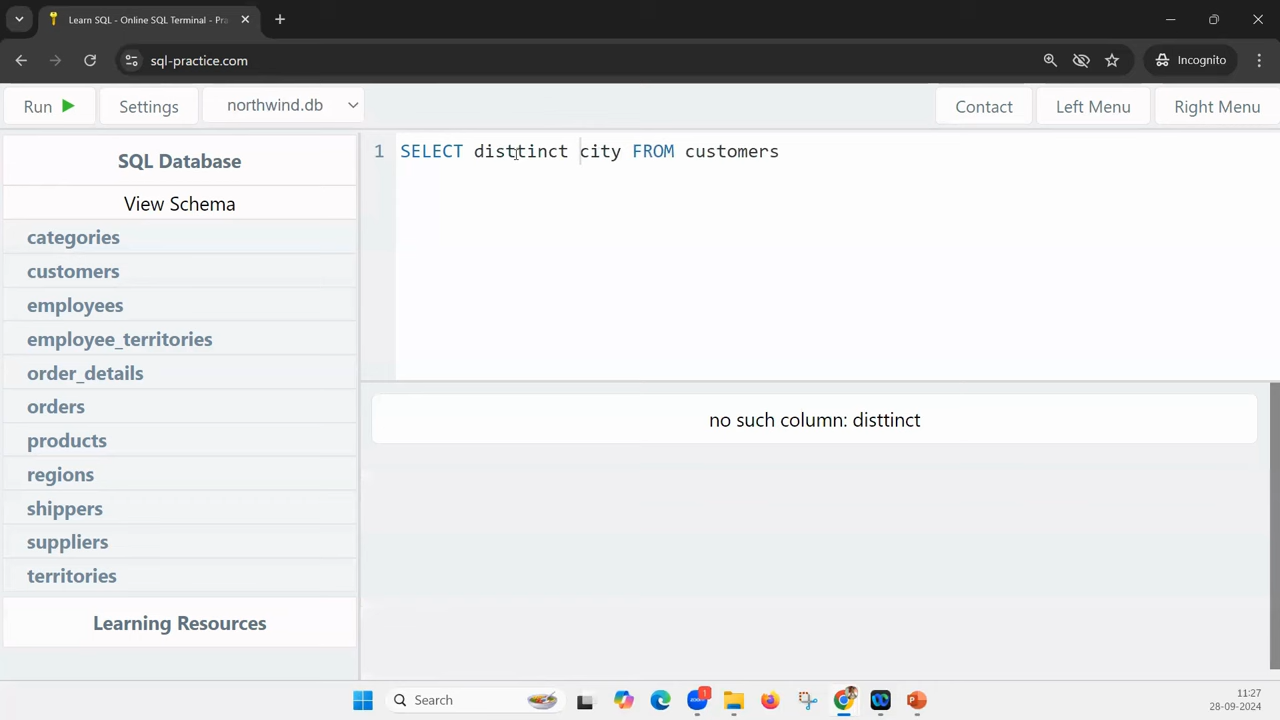 Learn SQL - Online SQL Terminal - Pra
sql-practice.com
Incognito
Run
Settings
northwind.db
Contact
Left Menu
Right Menu
SQL Database
View Schema
categories
customers
employees
employee_territories
order_details
orders
products
regions
shippers
suppliers
territories
Learning Resources
1 SELECT disttinct city FROM customers
no such column: disttinct
Search
1
11:27
28-09-2024